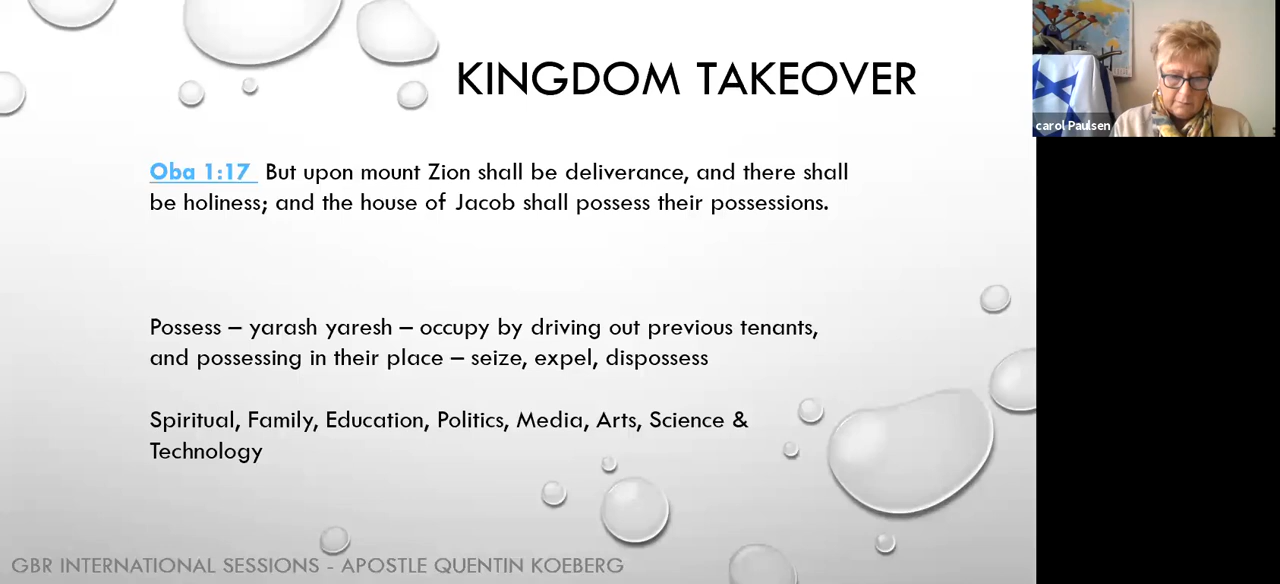 KINGDOM TAKEOVER
carol Paulsen
Oba 1:17 But upon mount Zion shall be deliverance, and there shall
be holiness; and the house of Jacob shall possess their possessions.
Possess – yarash yaresh – occupy by driving out previous tenants,
and possessing in their place – seize, expel, dispossess
Spiritual, Family, Education, Politics, Media, Arts, Science &
Technology
GBR INTERNATIONAL SESSIONS - APOSTLE QUENTIN KOEBERG